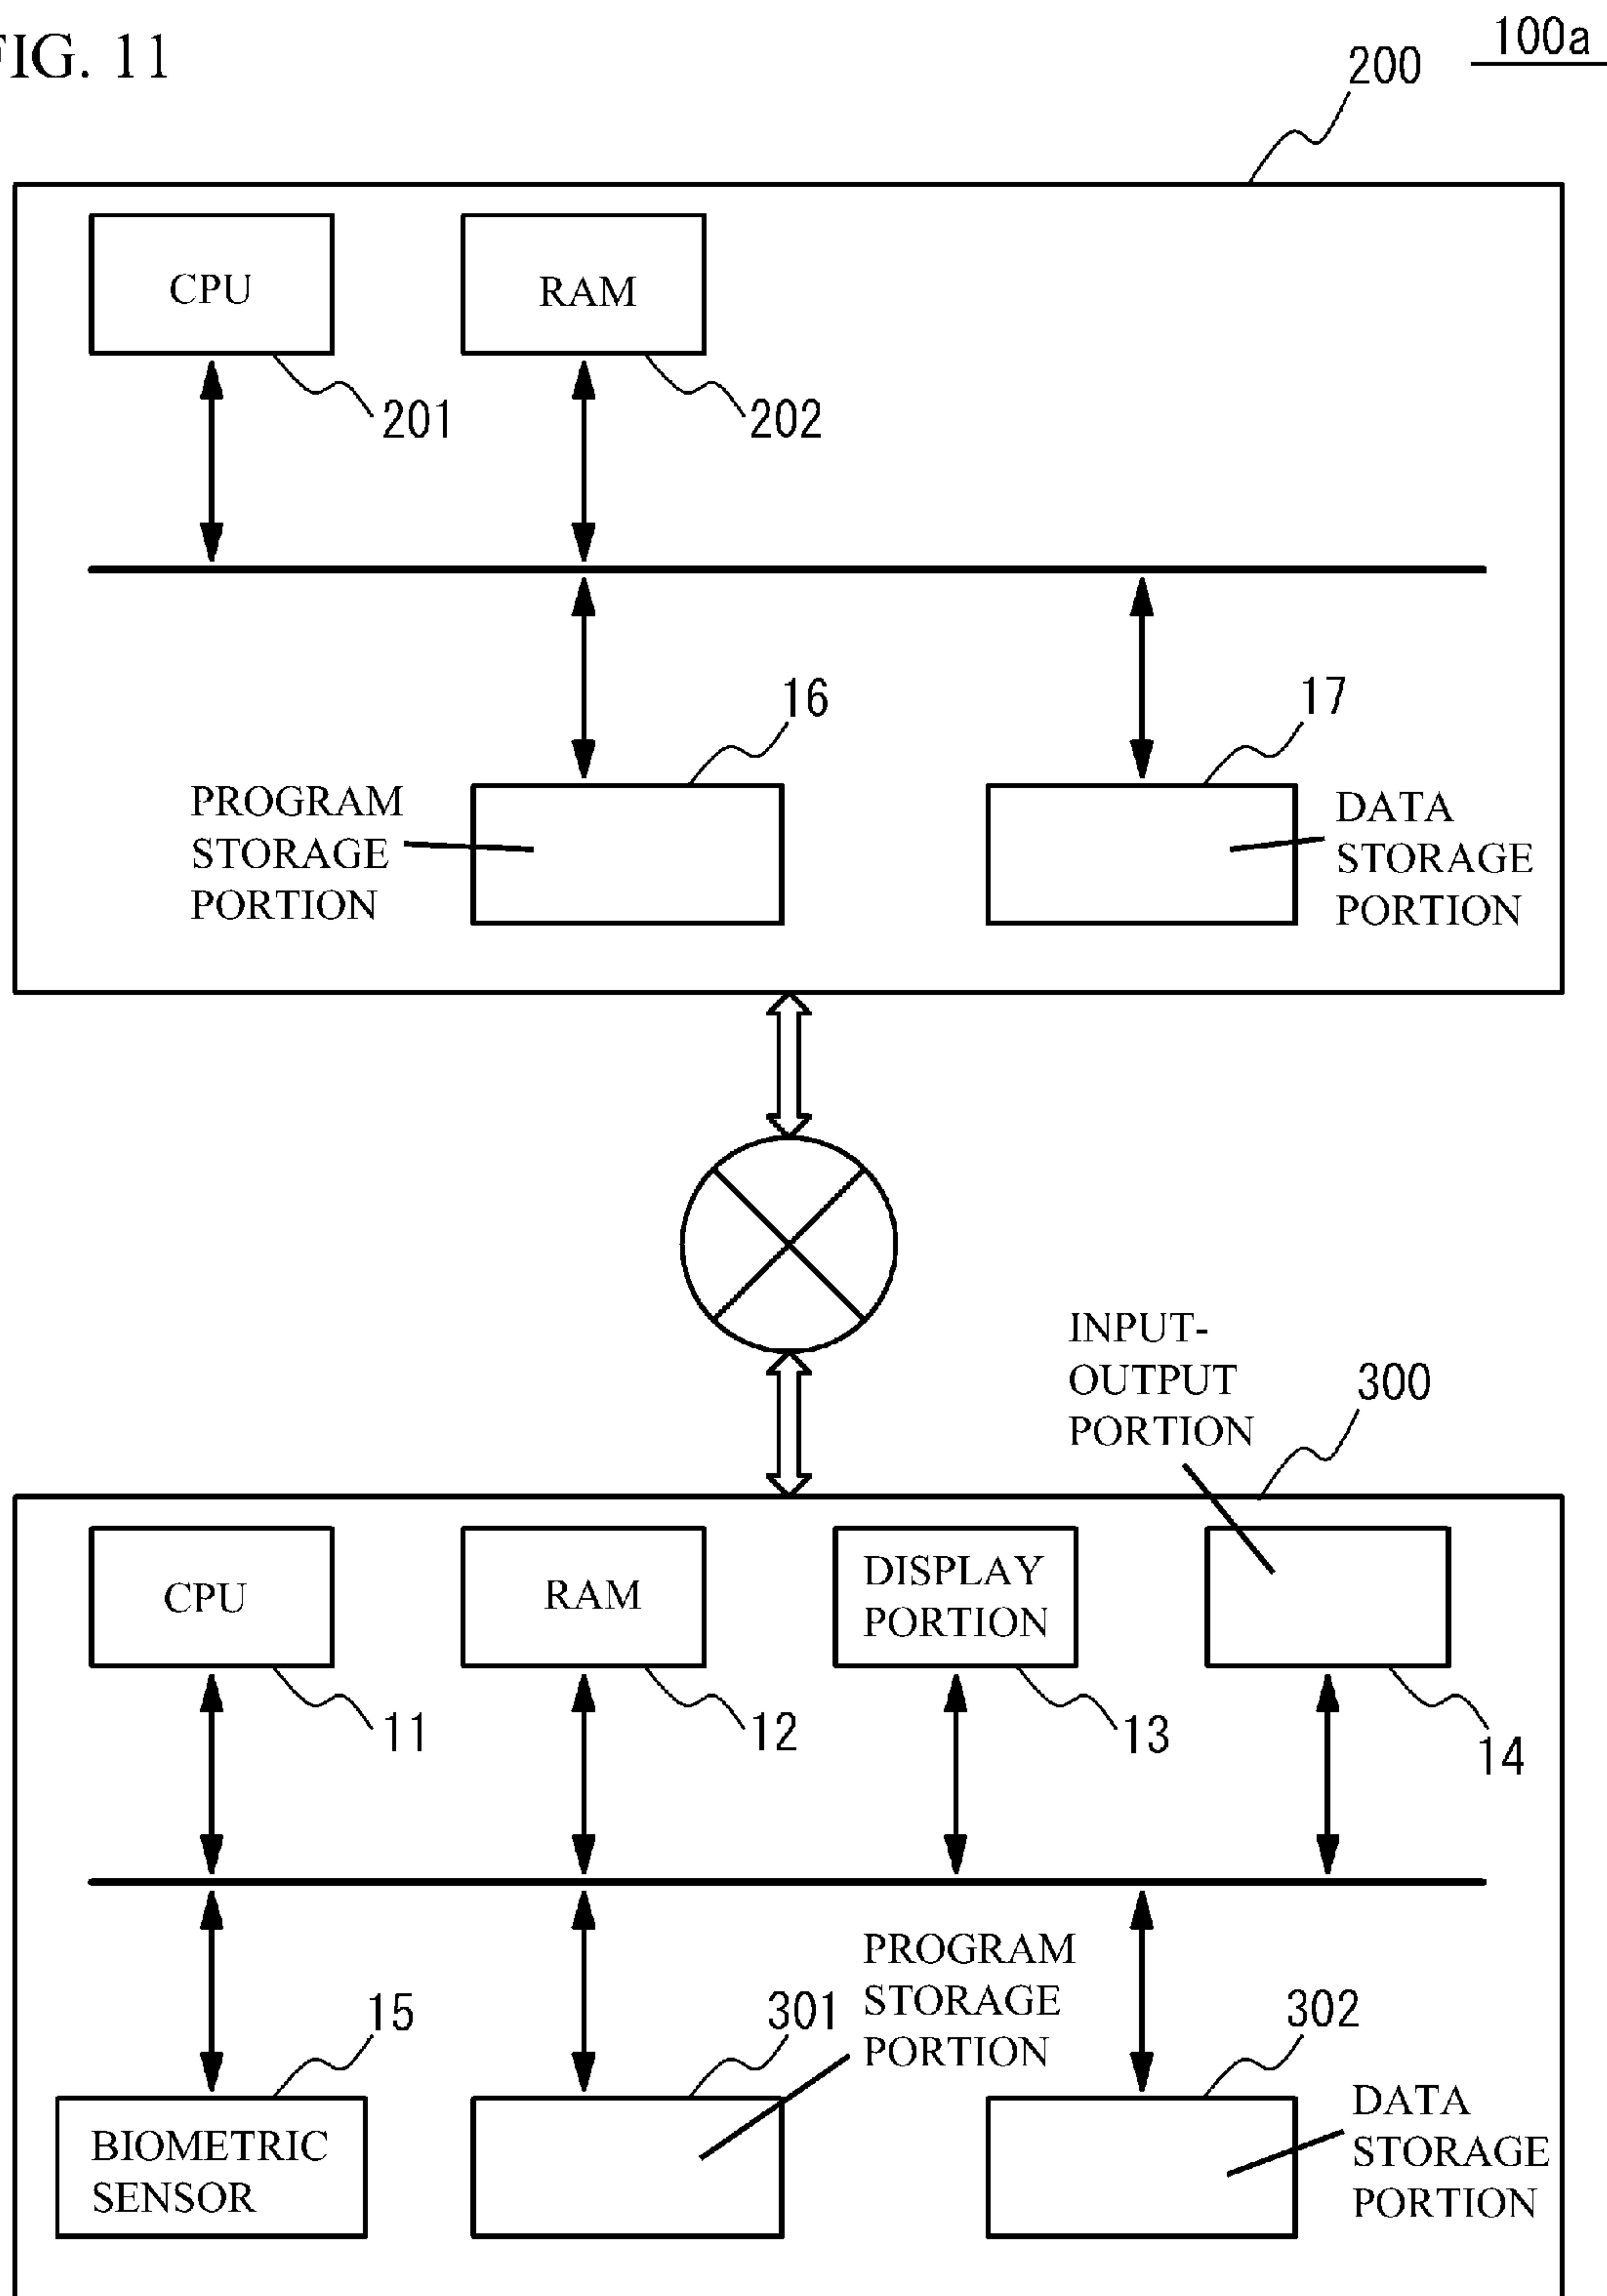 FIG. 11
100a
200
CPU
RAM
201
202
16
17
PROGRAM
STORAGE
PORTION
DATA
STORAGE
PORTION
INPUT-
OUTPUT
PORTION
300
CPU
RAM
DISPLAY
PORTION
11
12
13
14
PROGRAM
STORAGE
PORTION
15
301
302
BIOMETRIC
SENSOR
DATA
STORAGE
PORTION